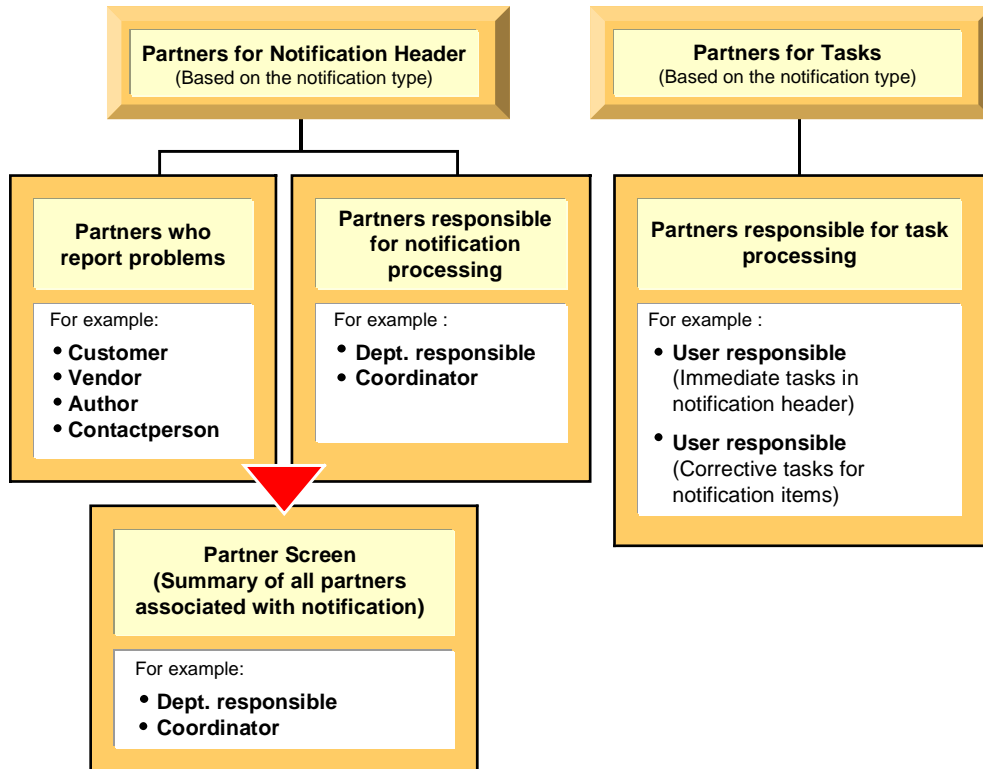 Partners for Notification Header
(Based on the notification type)
Partners for Tasks
(Based on the notification type)
Partners who
report problems
For example:
• Customer
• Vendor
• Author
• Contactperson
Partners responsible
for notification
processing
For example :
• Dept. responsible
• Coordinator
Partners responsible for task
processing
For example :
• User responsible
(Immediate tasks in
notification header)
• User responsible
(Corrective tasks for
notification items)
Partner Screen
(Summary of all partners
associated with notification)
For example:
• Dept. responsible
• Coordinator